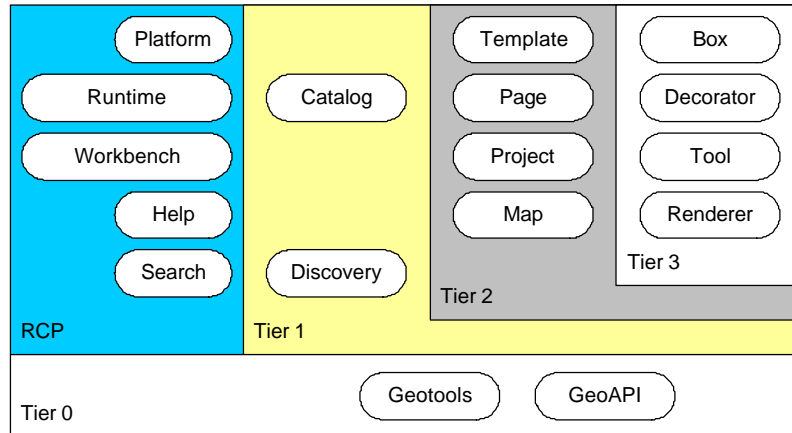 Platform
Runtime
Workbench
Help
Search
RCP
Catalog
Discovery
Tier 1
Template
Page
Project
Map
Tier 2
Box
Decorator
Tool
Renderer
Tier 3
Tier 0
Geotools
GeoAPI